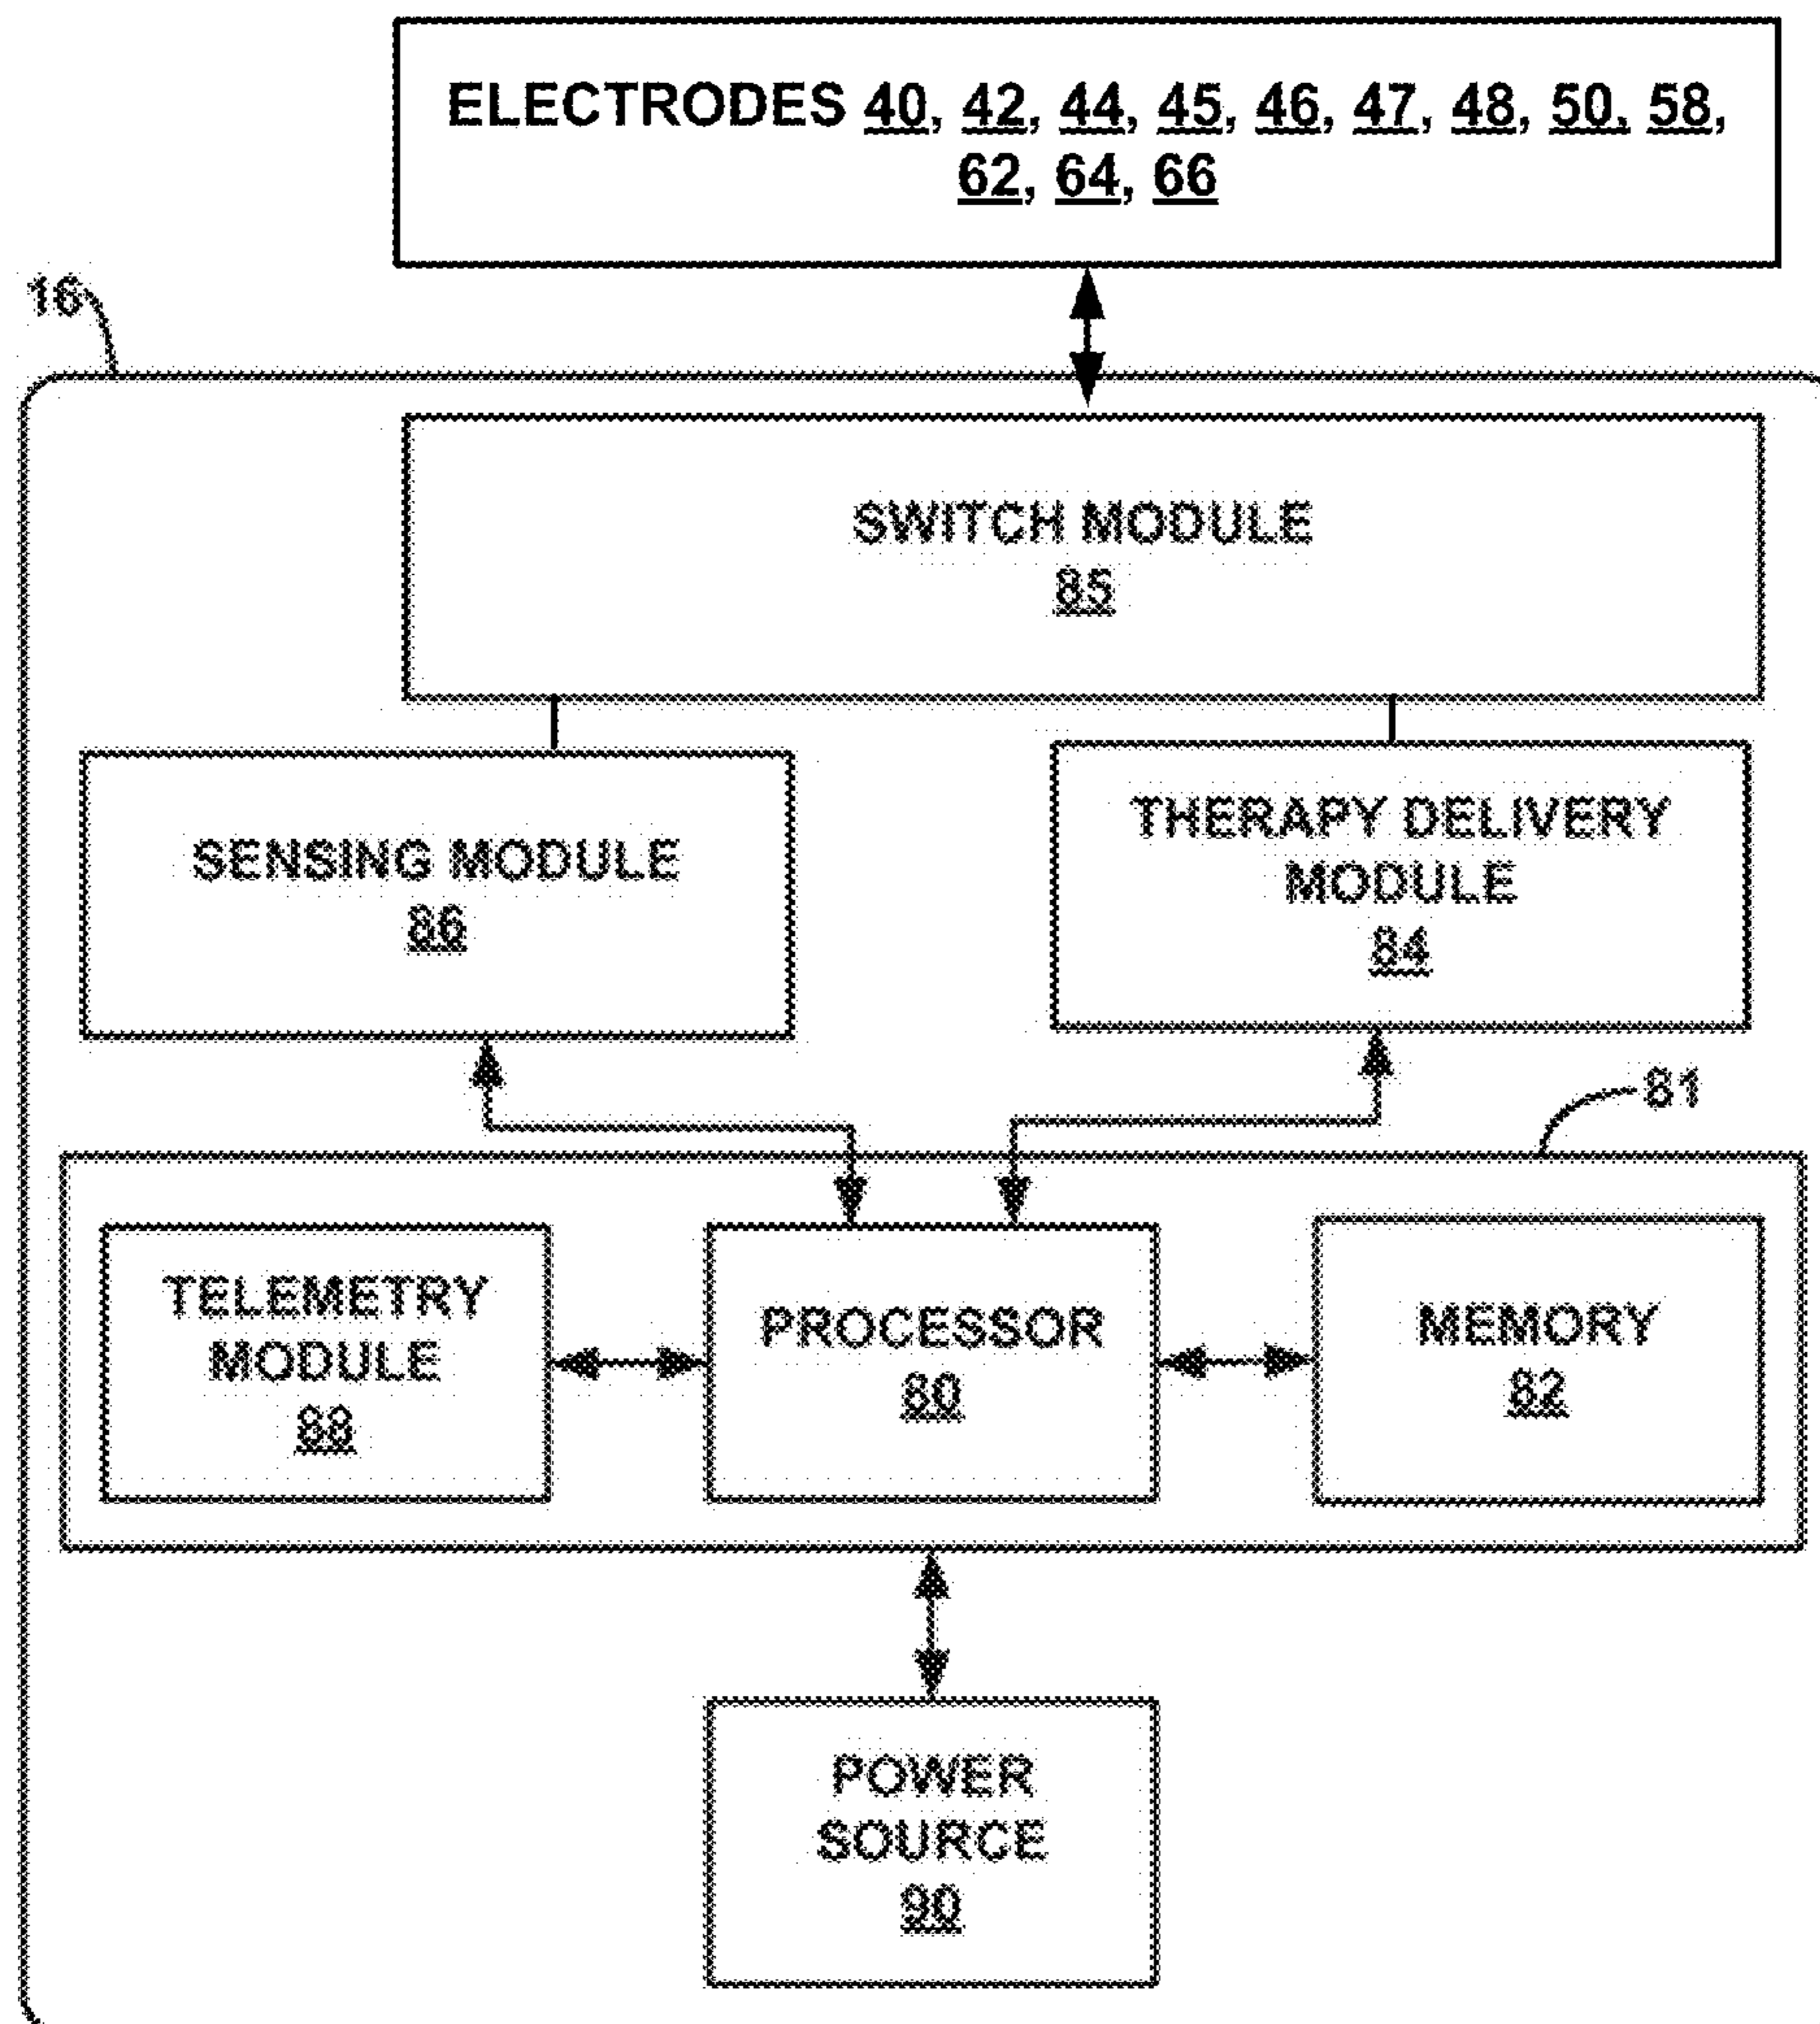 ELECTRODES 40, 42, 44, 45, 46, 47, 48, 50, 58,
62, 64, 66
16
SWITCH MODULE
85
SENSING MODULE
86
THERAPY DELIVERY
MODULE
84
81
TELEMETRY
MODULE
88
PROCESSOR
80
MEMORY
82
POWER
SOURCE
90